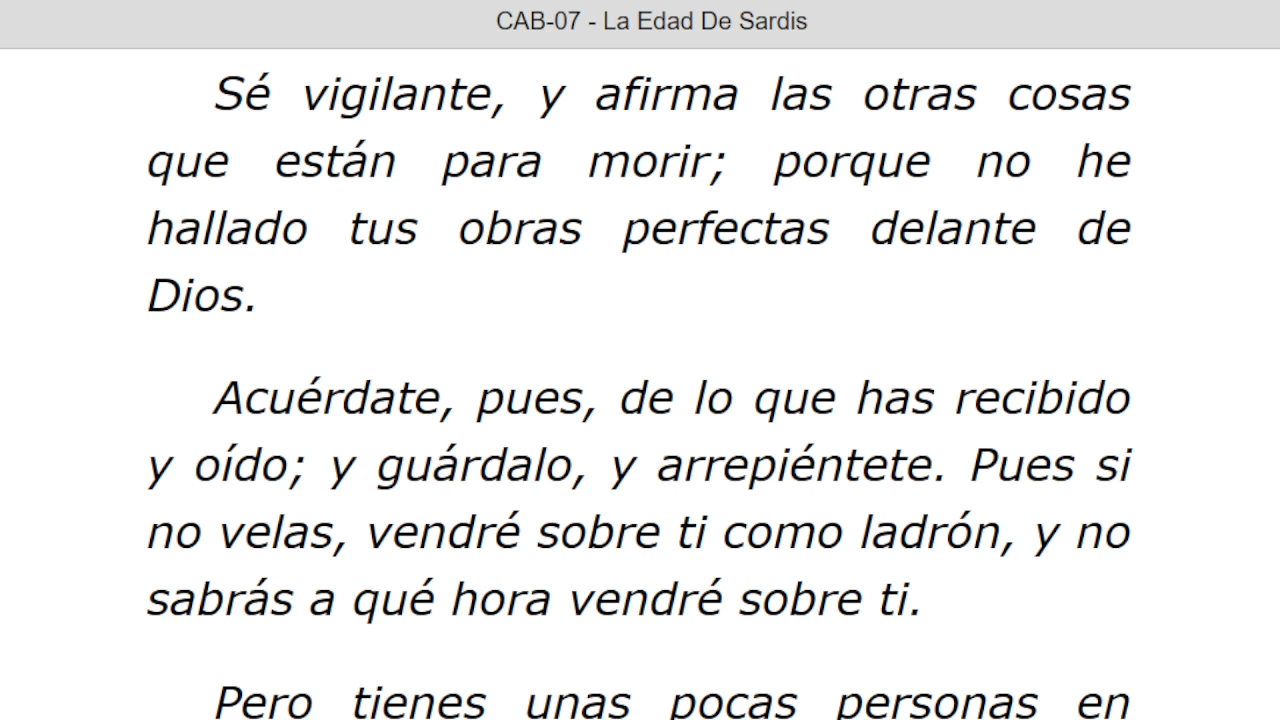 CAB-07 - La Edad De Sardis
Sé vigilante, y afirma las otras cosas
que están para morir; porque no he
hallado tus obras perfectas delante de
Dios.
Acuérdate, pues, de lo que has recibido
y oído; y guárdalo, y arrepiéntete. Pues si
no velas, vendré sobre ti como ladrón, y no
sabrás a qué hora vendré sobre ti.
Pero tienes unas pocas personas en